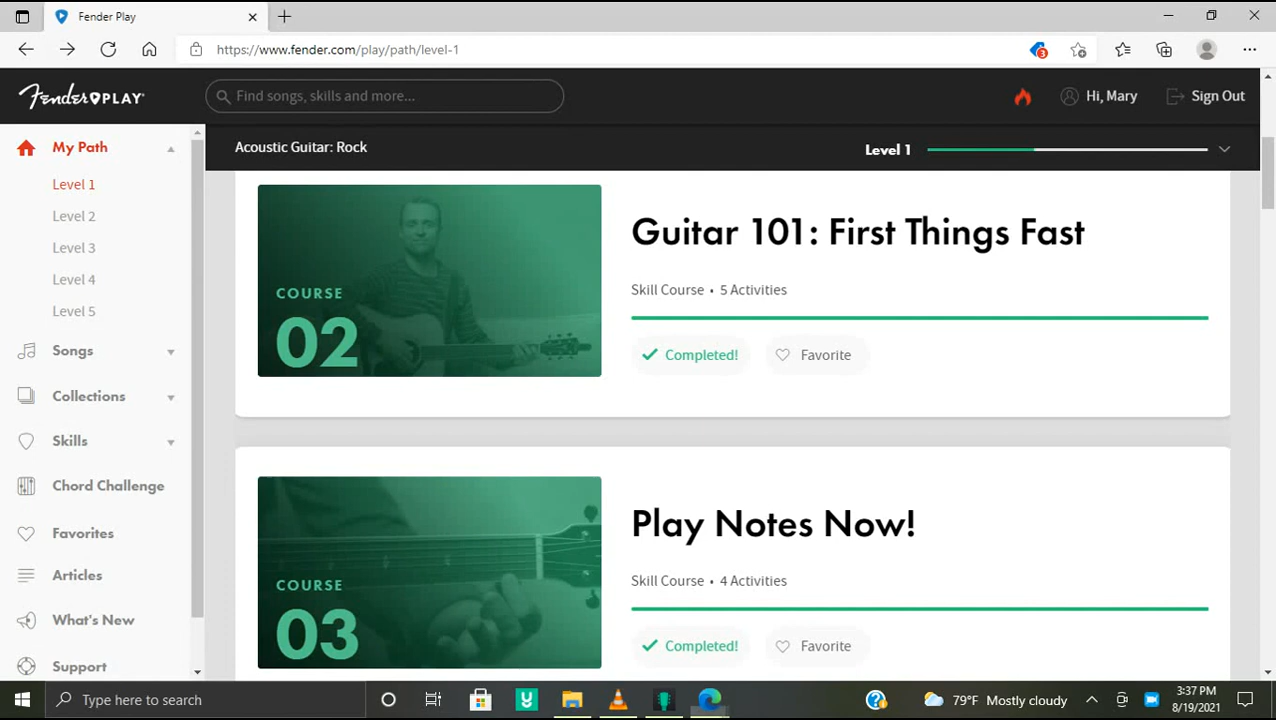 Fender Play
https://www.fender.com/play/path/level-1
3
Fender PLAY
Find songs, skills and more...
Hi, Mary
Sign Out
My Path
Level 1
Level 2
Level 3
Level 4
Level 5
Songs
Collections
Skills
Chord Challenge
Favorites
Articles
What's New
Support
Acoustic Guitar: Rock
Level 1
COURSE
02
Guitar 101: First Things Fast
Skill Course • 5 Activities
Completed!
Favorite
COURSE
03
Play Notes Now!
Skill Course • 4 Activities
Completed!
Favorite
Type here to search
79°F Mostly cloudy
3:37 PM
8/19/2021